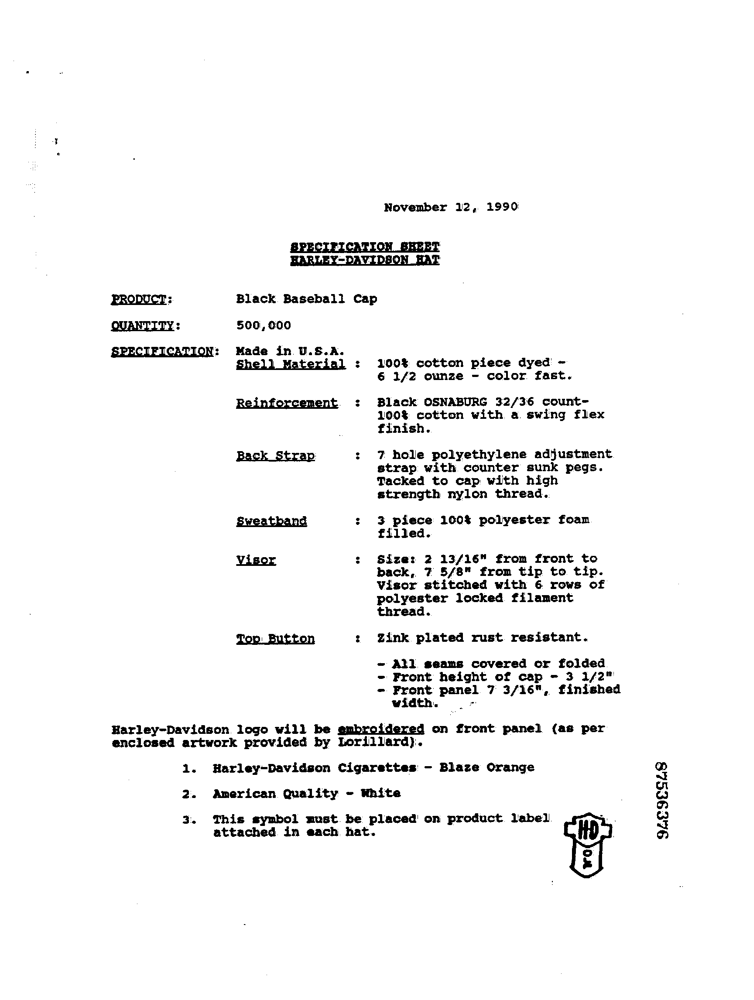 November 12, 1990
SPECIFICATION SHEET
HARLEY-DAVIDSON HAT
PRODUCT: Black Baseball Cap
QUANTITY: 500,000
SPECIFICATION: Made in U.S.A.
Shell Material : 100% cotton piece dyed -
6 1/2 ounze - color fast.
Reinforcement : Black OSNABURG 32/36 count-
100% cotton with a swing flex
finish.
Back Strap : 7 hole polyethylene adjustment
strap with counter sunk pegs.
Tacked to cap with high
strength nylon thread.
Sweatband : 3 piece 100% polyester foam
filled.
Visor : Size: 2 13/16" from front to
back, 7 5/8" from tip to tip.
Visor stitched with 6 rows of
polyester locked filament
thread.
Top Button : Zink plated rust resistant.
- All seams covered or folded
- Front height of cap - 3 1/2"
- Front panel 7 3/16", finished
width.
Harley-Davidson logo will be embroidered on front panel (as per
enclosed artwork provided by Lorillard).
1. Harley-Davidson Cigarettes - Blaze Orange
2. American Quality - White
3. This symbol must be placed on product label
attached in each hat.
H-D
87536376